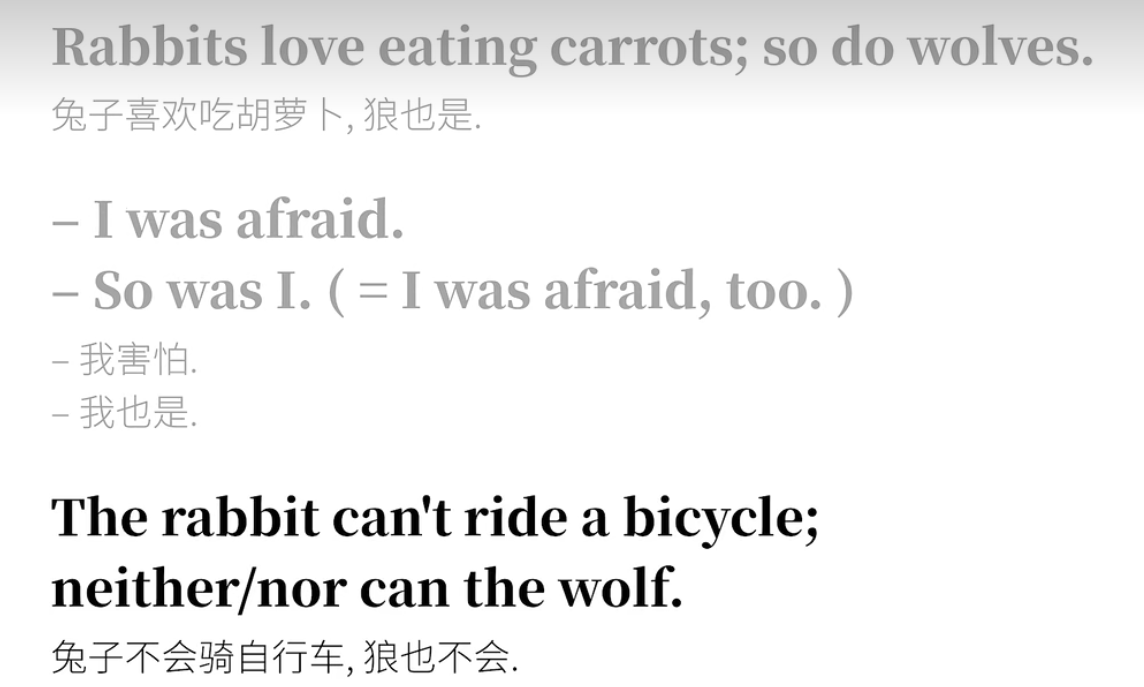 Rabbits love eating carrots; so do wolves.
兔子喜欢吃胡萝卜, 狼也是.
– I was afraid.
– So was I. ( = I was afraid, too. )
– 我害怕.
– 我也是.
The rabbit can't ride a bicycle;
neither/nor can the wolf.
兔子不会骑自行车, 狼也不会.